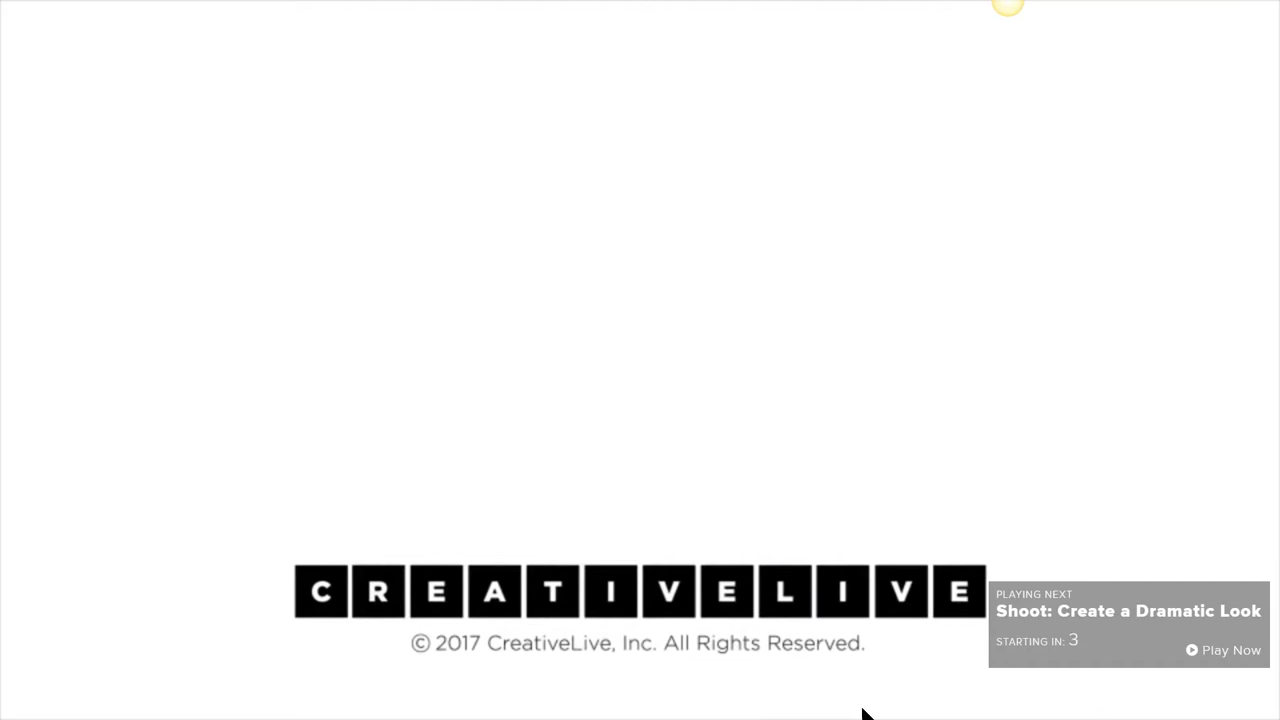 CREATIVELIVE
© 2017 CreativeLive, Inc. All Rights Reserved.
PLAYING NEXT
Shoot: Create a Dramatic Look
STARTING IN: 3
Play Now